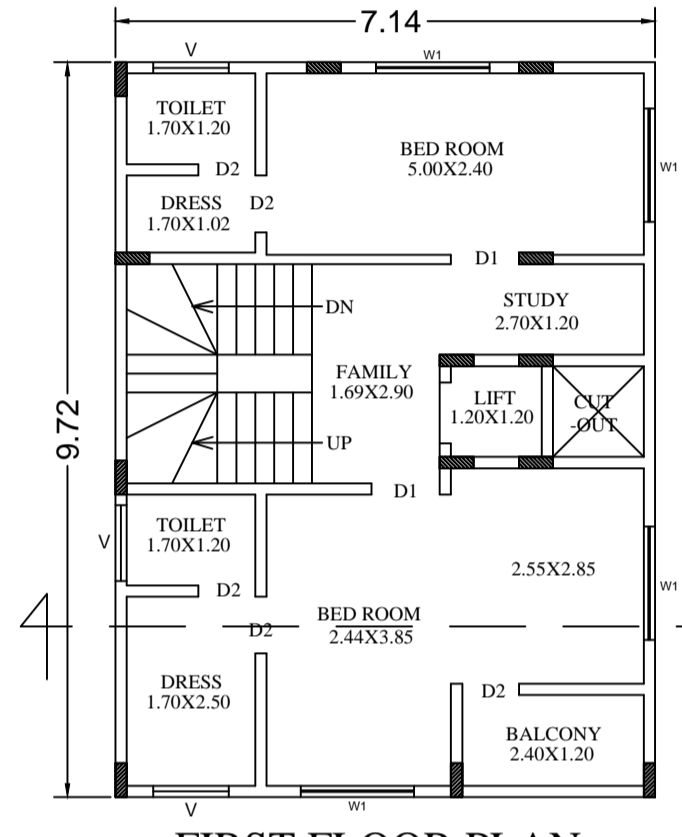 7.14
V
W1
TOILET
1.70X1.20
BED ROOM
5.00X2.40
W1
D2
DRESS
1.70X1.02
D2
D1
DN
STUDY
2.70X1.20
FAMILY
1.69X2.90
LIFT
1.20X1.20
CUT
-OUT
9.72
UP
D1
TOILET
1.70X1.20
V
2.55X2.85
W1
D2
BED ROOM
2.44X3.85
D2
DRESS
1.70X2.50
D2
BALCONY
2.40X1.20
V
W1
FIRST FLOOR PLAN